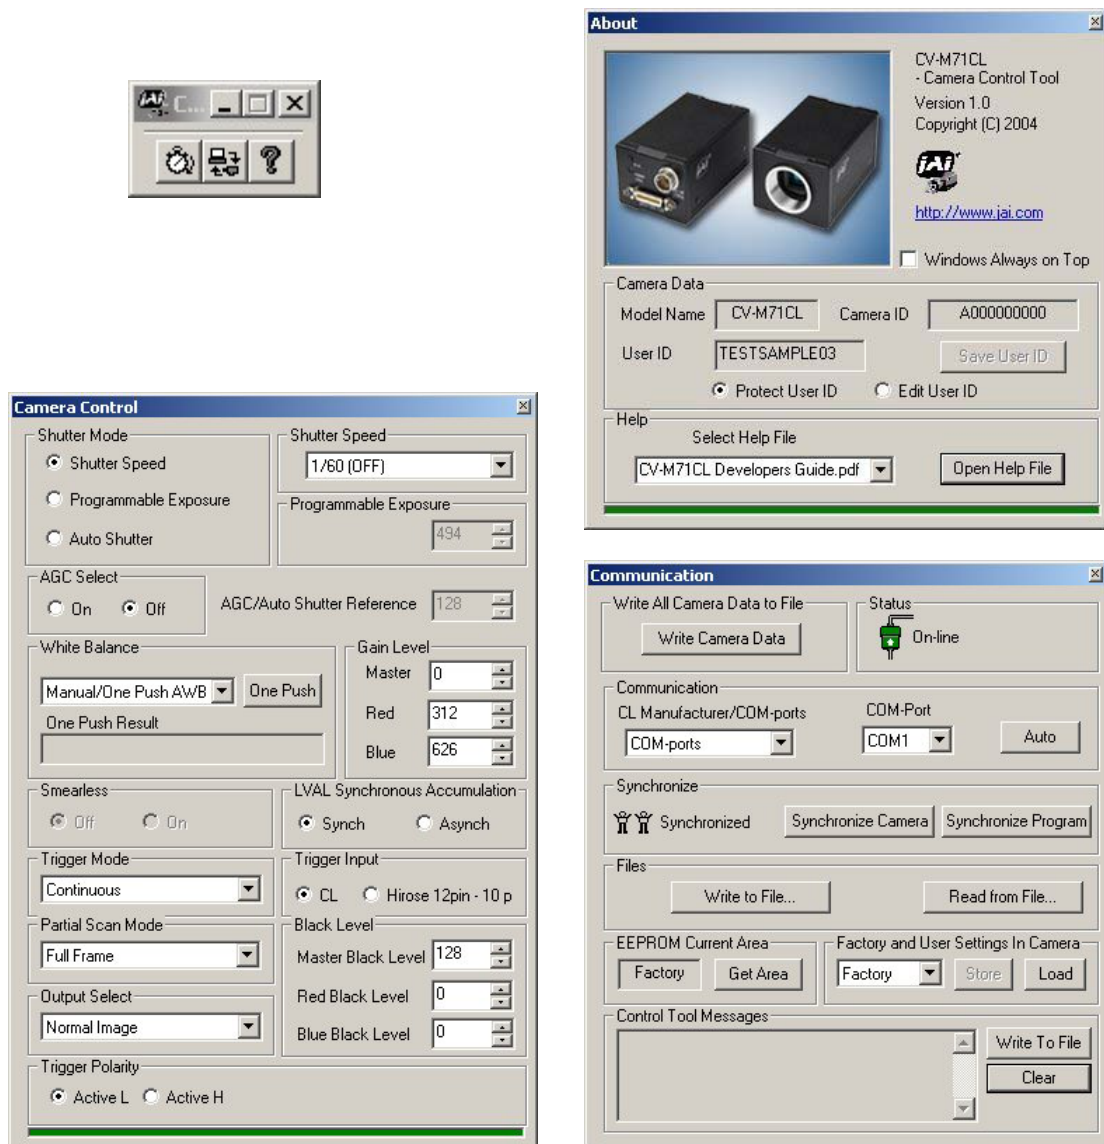 jAi C...
About
CV-M71CL
- Camera Control Tool
Version 1.0
Copyright (C) 2004
jAi
http://www.jai.com
Windows Always on Top
Camera Data
Model Name CV-M71CL Camera ID A000000000
User ID TESTSAMPLE03 Save User ID
Protect User ID Edit User ID
Help
Select Help File
CV-M71CL Developers Guide.pdf Open Help File
Camera Control
Shutter Mode
Shutter Speed
Programmable Exposure
Auto Shutter
Shutter Speed
1/60 (OFF)
Programmable Exposure
494
AGC Select
On Off
AGC/Auto Shutter Reference 128
White Balance
Manual/One Push AWB One Push
One Push Result
Gain Level
Master 0
Red 312
Blue 626
Smearless
Off On
LVAL Synchronous Accumulation
Synch Asynch
Trigger Mode
Continuous
Trigger Input
CL Hirose 12pin - 10 p
Partial Scan Mode
Full Frame
Output Select
Normal Image
Black Level
Master Black Level 128
Red Black Level 0
Blue Black Level 0
Trigger Polarity
Active L Active H
Communication
Write All Camera Data to File
Write Camera Data
Status
On-line
Communication
CL Manufacturer/COM-ports COM-Port
COM-ports COM1 Auto
Synchronize
Synchronized Synchronize Camera Synchronize Program
Files
Write to File... Read from File...
EEPROM Current Area
Factory Get Area
Factory and User Settings In Camera
Factory Store Load
Control Tool Messages
Write To File
Clear